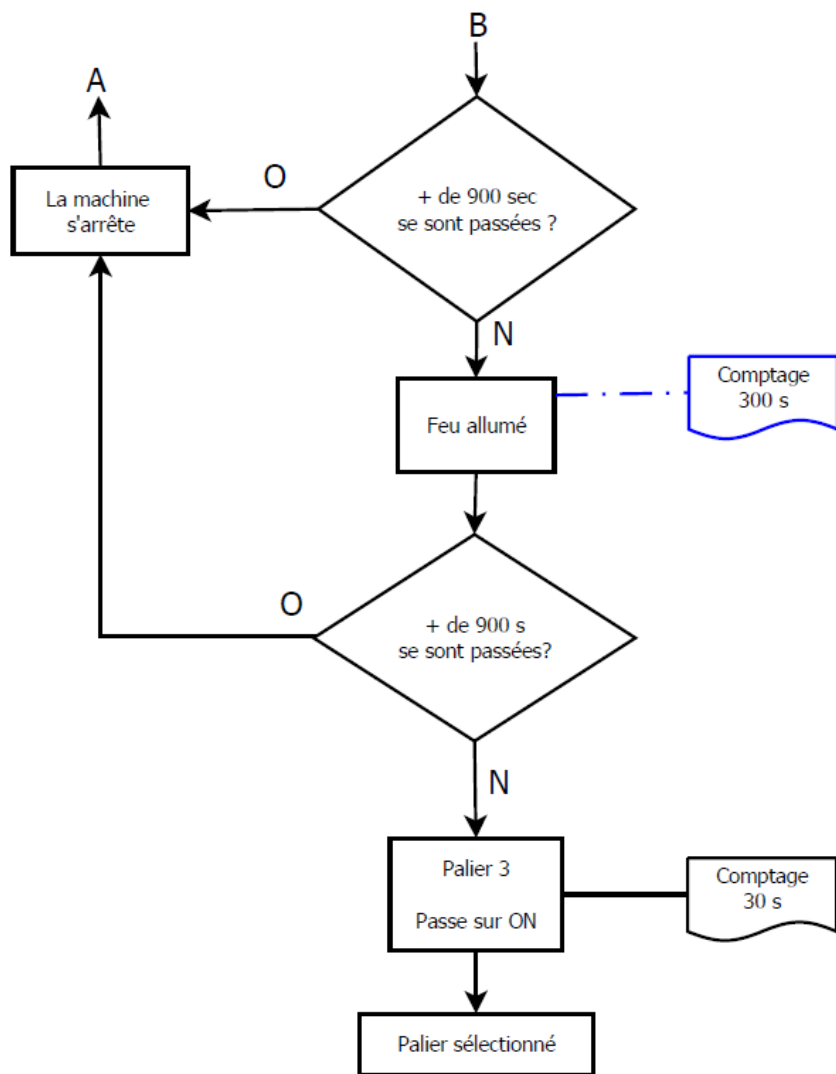 B
A
O
+ de 900 sec
se sont passées ?
La machine
s'arrête
N
Comptage
300 s
Feu allumé
O
+ de 900 s
se sont passées?
N
Palier 3
Passe sur ON
Comptage
30 s
Palier sélectionné